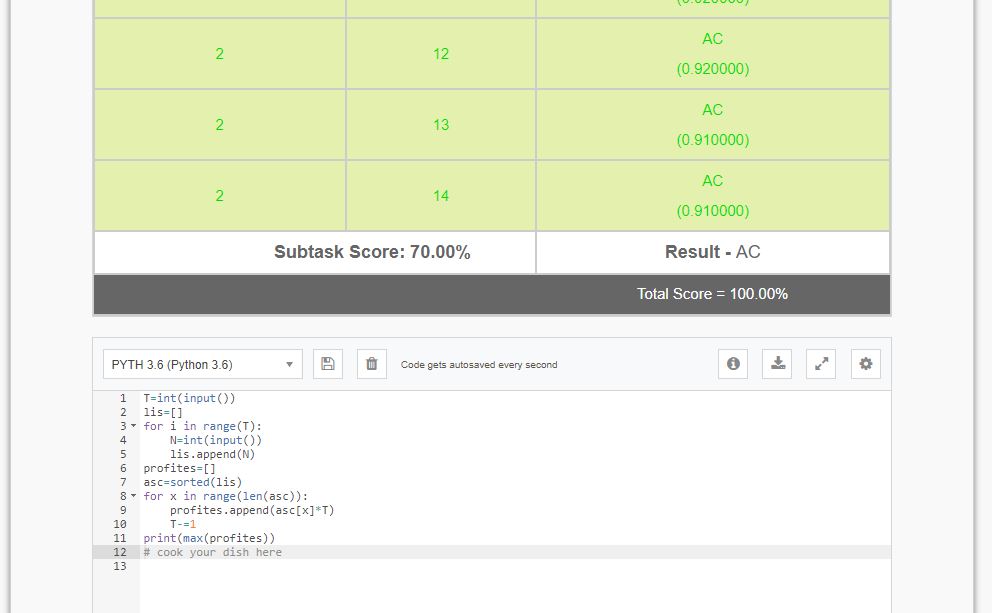 (0.920000)
2 12 AC
(0.920000)
2 13 AC
(0.910000)
2 14 AC
(0.910000)
Subtask Score: 70.00% Result - AC
Total Score = 100.00%
PYTH 3.6 (Python 3.6) Code gets autosaved every second
1 T=int(input())
2 lis=[]
3 for i in range(T):
4     N=int(input())
5     lis.append(N)
6 profites=[]
7 asc=sorted(lis)
8 for x in range(len(asc)):
9     profites.append(asc[x]*T)
10     T-=1
11 print(max(profites))
12 # cook your dish here
13